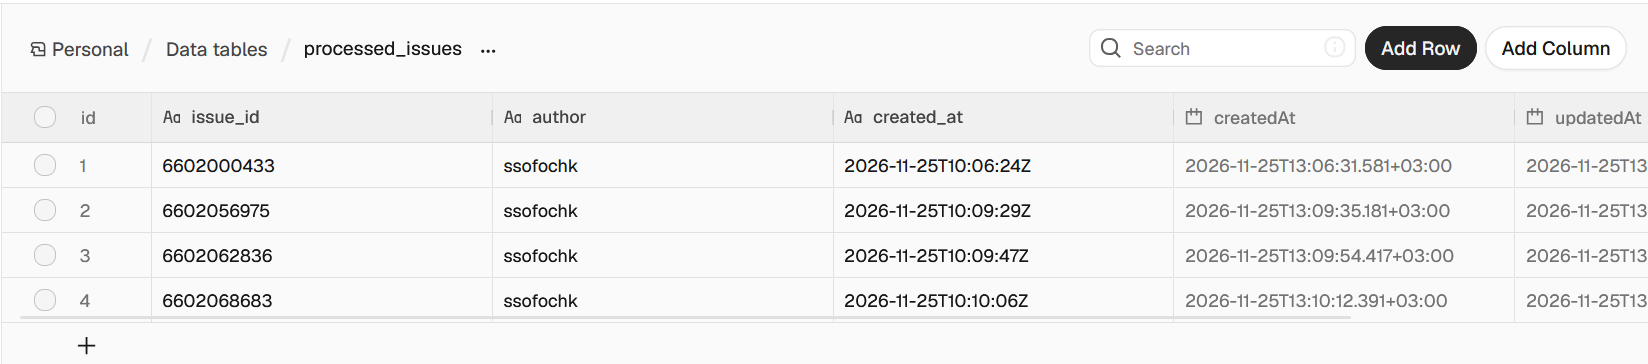 Personal / Data tables / processed_issues ... Search Add Row Add Column
id Aa issue_id Aa author Aa created_at createdAt updatedAt
1 6602000433 ssofochk 2026-11-25T10:06:24Z 2026-11-25T13:06:31.581+03:00 2026-11-25T13
2 6602056975 ssofochk 2026-11-25T10:09:29Z 2026-11-25T13:09:35.181+03:00 2026-11-25T13
3 6602062836 ssofochk 2026-11-25T10:09:47Z 2026-11-25T13:09:54.417+03:00 2026-11-25T13
4 6602068683 ssofochk 2026-11-25T10:10:06Z 2026-11-25T13:10:12.391+03:00 2026-11-25T13